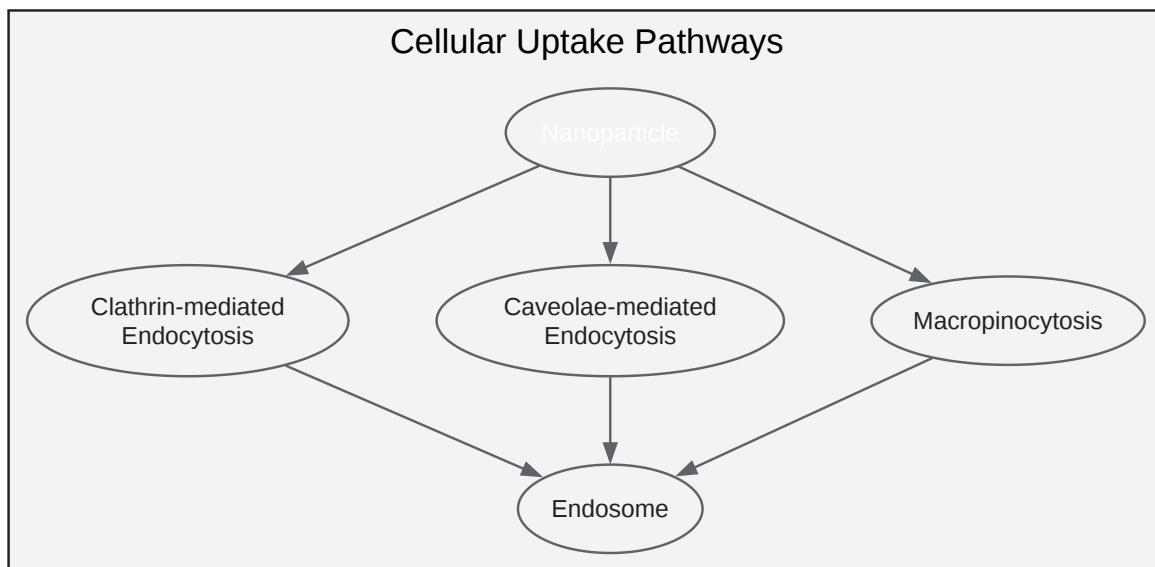 Cellular Uptake Pathways
Nanoparticle
Clathrin-mediated
Endocytosis
Caveolae-mediated
Endocytosis
Macropinocytosis
Endosome